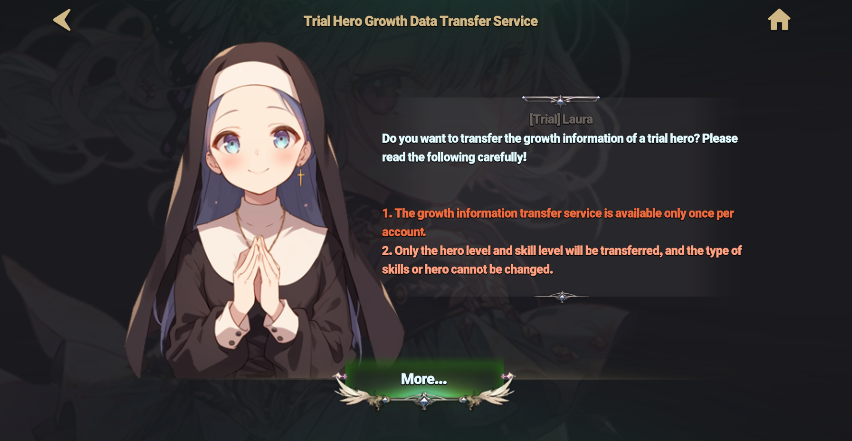 Trial Hero Growth Data Transfer Service
[Trial] Laura
Do you want to transfer the growth information of a trial hero? Please
read the following carefully!
1. The growth information transfer service is available only once per
account.
2. Only the hero level and skill level will be transferred, and the type of
skills or hero cannot be changed.
More...